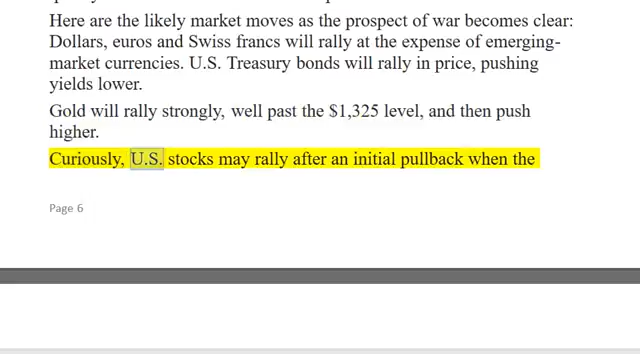 Here are the likely market moves as the prospect of war becomes clear:
Dollars, euros and Swiss francs will rally at the expense of emerging-
market currencies. U.S. Treasury bonds will rally in price, pushing
yields lower.
Gold will rally strongly, well past the $1,325 level, and then push
higher.
Curiously, U.S. stocks may rally after an initial pullback when the
Page 6